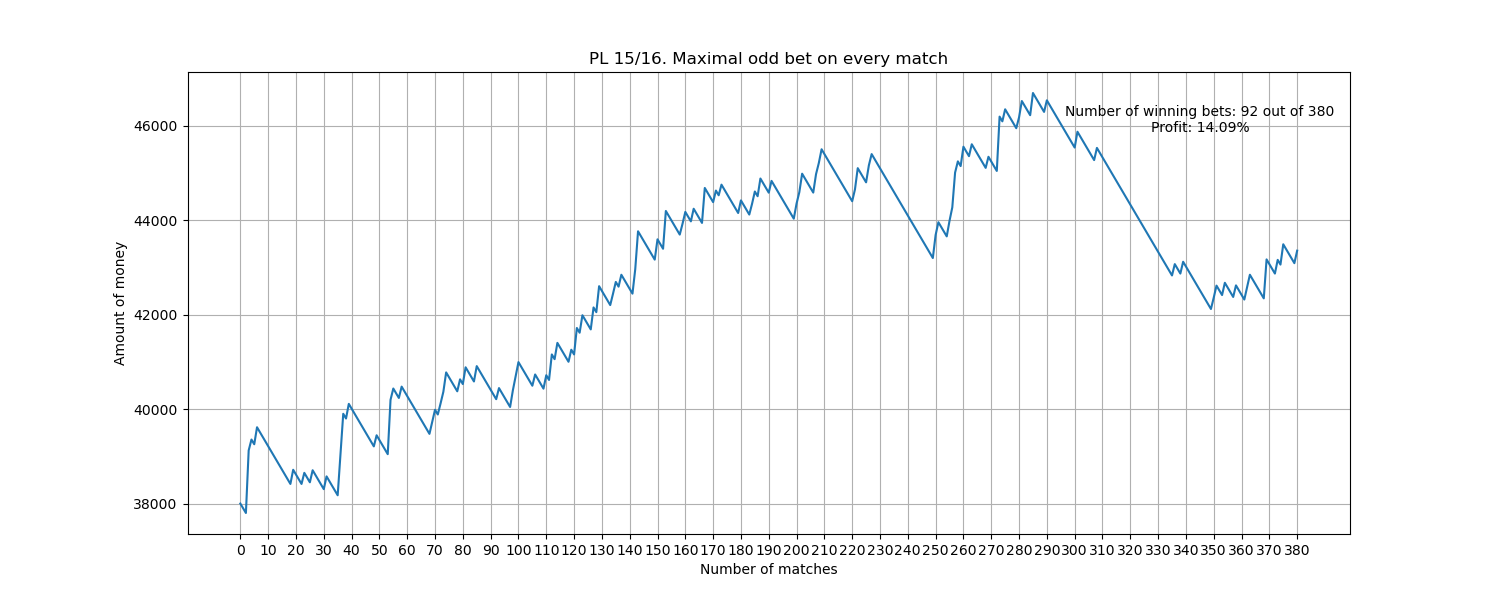 PL 15/16. Maximal odd bet on every match
Number of winning bets: 92 out of 380
Profit: 14.09%
Amount of money
46000
44000
42000
40000
38000
0 10 20 30 40 50 60 70 80 90 100 110 120 130 140 150 160 170 180 190 200 210 220 230 240 250 260 270 280 290 300 310 320 330 340 350 360 370 380
Number of matches